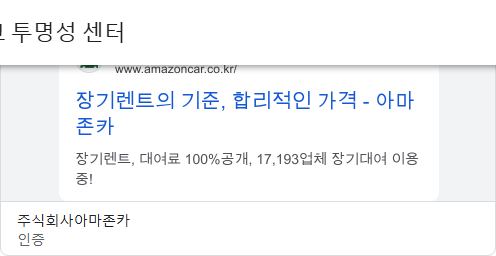 투명성 센터
www.amazoncar.co.kr/
장기렌트의 기준, 합리적인 가격 - 아마
존카
장기렌트, 대여료 100%공개, 17,193업체 장기대여 이용
중!
주식회사아마존카
인증